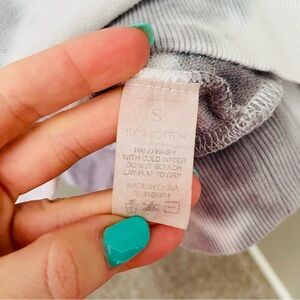 S
100% COTTON
HAND WASH
WITH COLD WATER
DO NOT BLEACH
LAY FLAT TO DRY
MADE IN CHINA